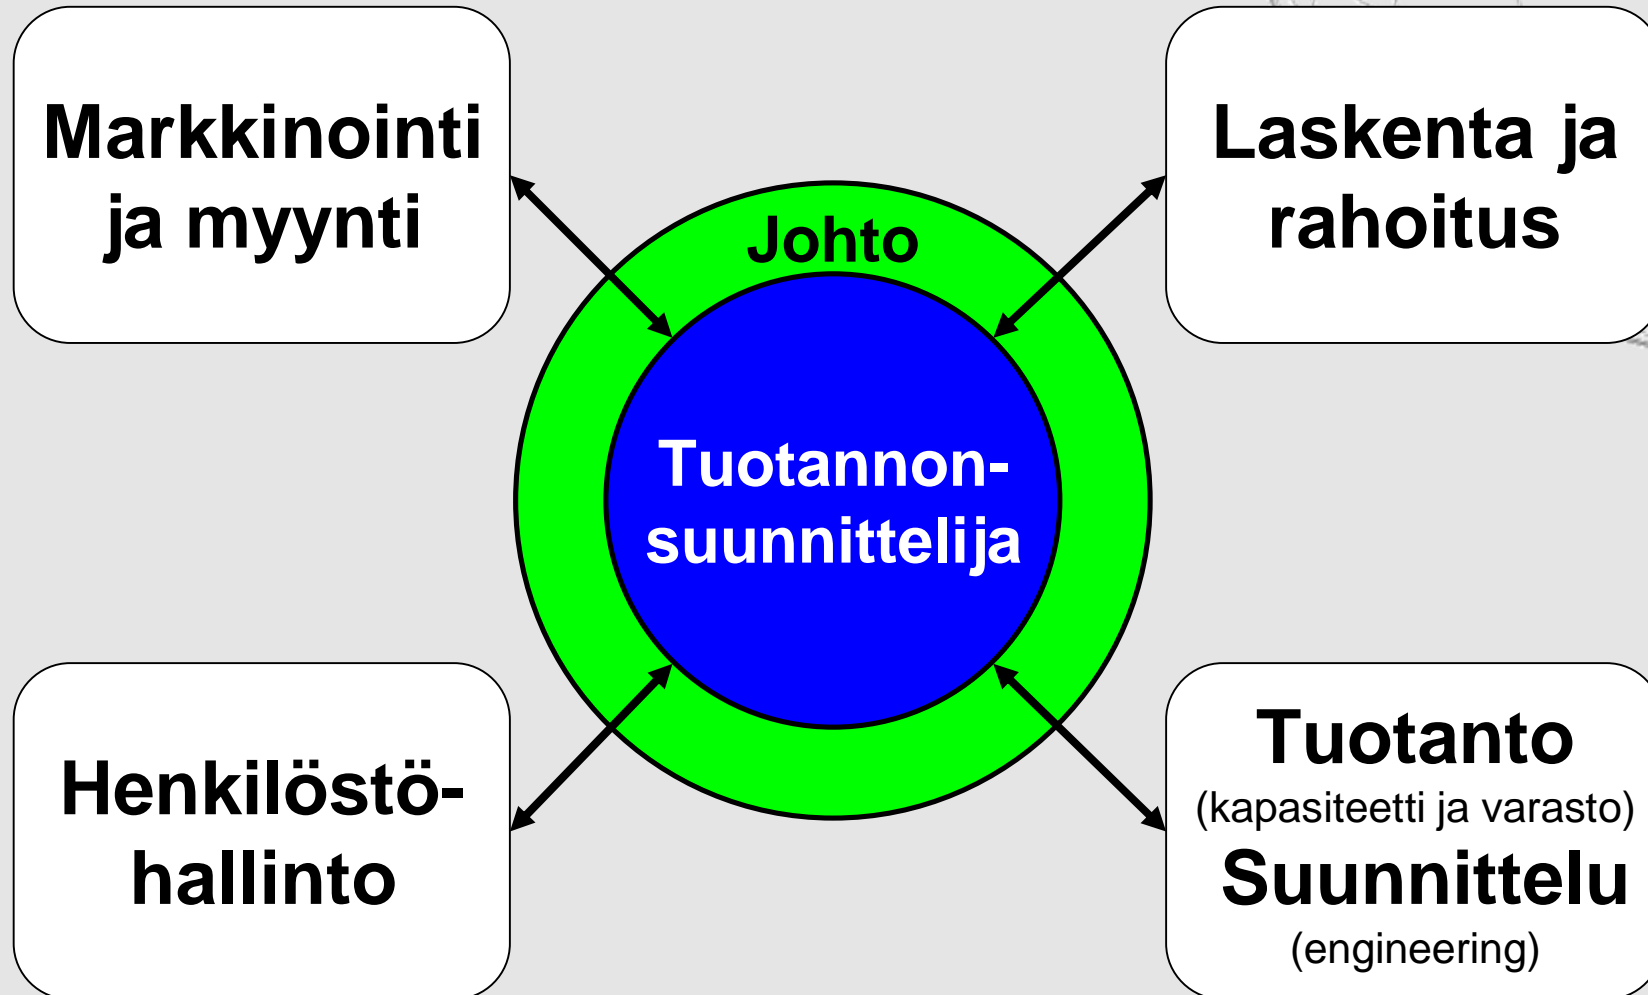 Markkinointi
ja myynti
Laskenta ja
rahoitus
Johto
Tuotannon-
suunnittelija
Henkilöstö-
hallinto
Tuotanto
(kapasiteetti ja varasto)
Suunnittelu
(engineering)